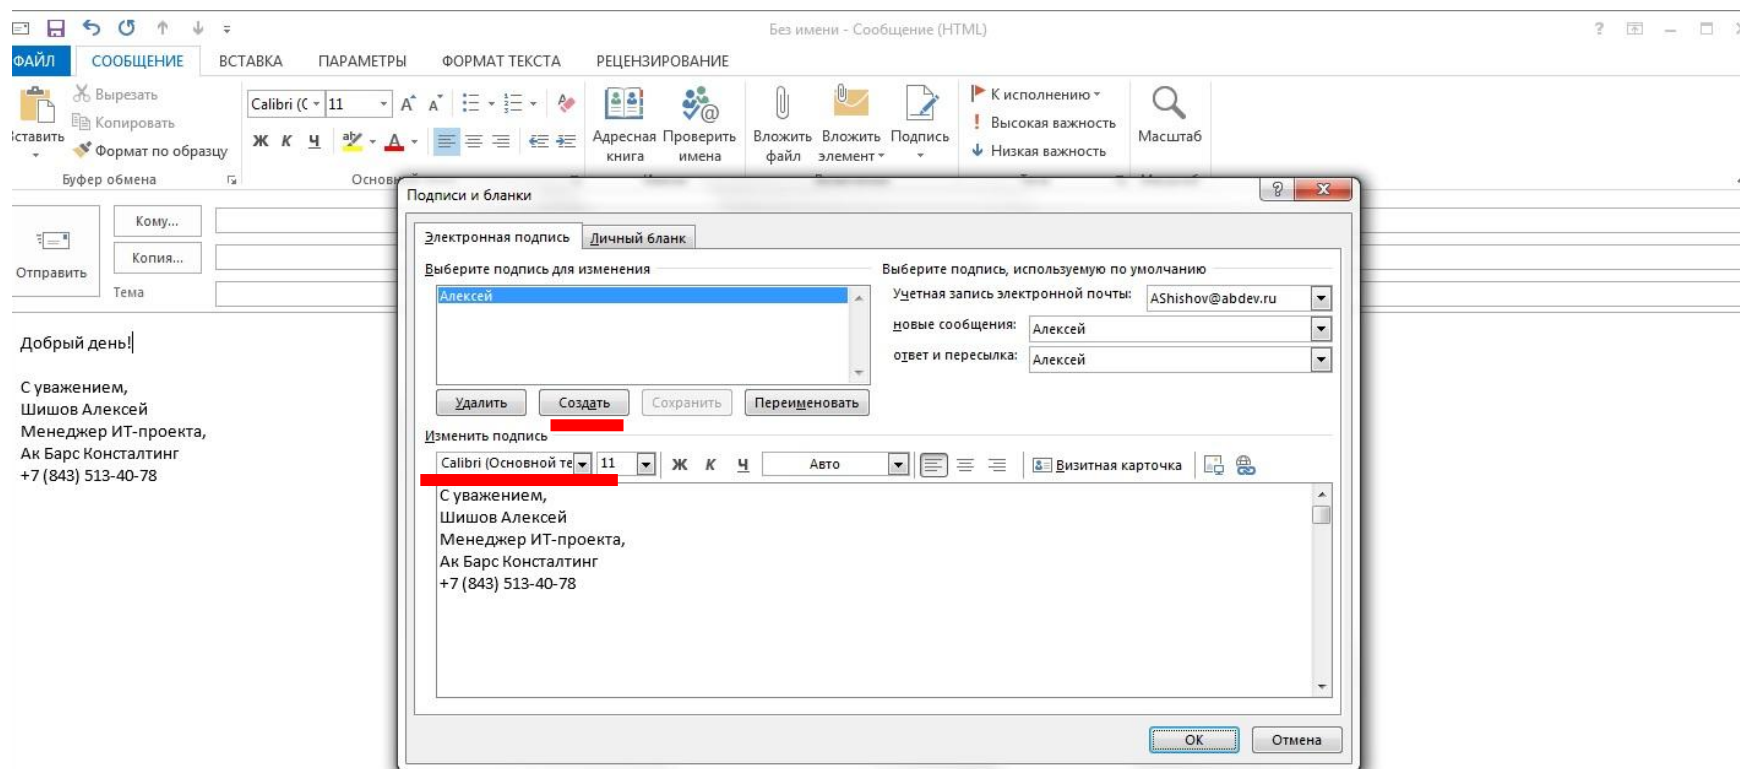 Без имени - Сообщение (HTML)
ФАЙЛ СООБЩЕНИЕ ВСТАВКА ПАРАМЕТРЫ ФОРМАТ ТЕКСТА РЕЦЕНЗИРОВАНИЕ
Вырезать
Копировать
Формат по образцу
Буфер обмена
Calibri (С 11
Ж К Ч
Адресная книга
Проверить имена
Вложить файл
Вложить элемент
Подпись
К исполнению
Высокая важность
Низкая важность
Масштаб
Отправить
Кому...
Копия...
Тема
Добрый день!
С уважением,
Шишов Алексей
Менеджер ИТ-проекта,
Ак Барс Консталтинг
+7 (843) 513-40-78
Подписи и бланки
Электронная подпись Личный бланк
Выберите подпись для изменения
Алексей
Удалить Создать Сохранить Переименовать
Выберите подпись, используемую по умолчанию
Учетная запись электронной почты: AShishov@abdev.ru
новые сообщения: Алексей
ответ и пересылка: Алексей
Изменить подпись
Calibri (Основной те 11 Ж К Ч Авто Визитная карточка
С уважением,
Шишов Алексей
Менеджер ИТ-проекта,
Ак Барс Консталтинг
+7 (843) 513-40-78
ОК Отмена